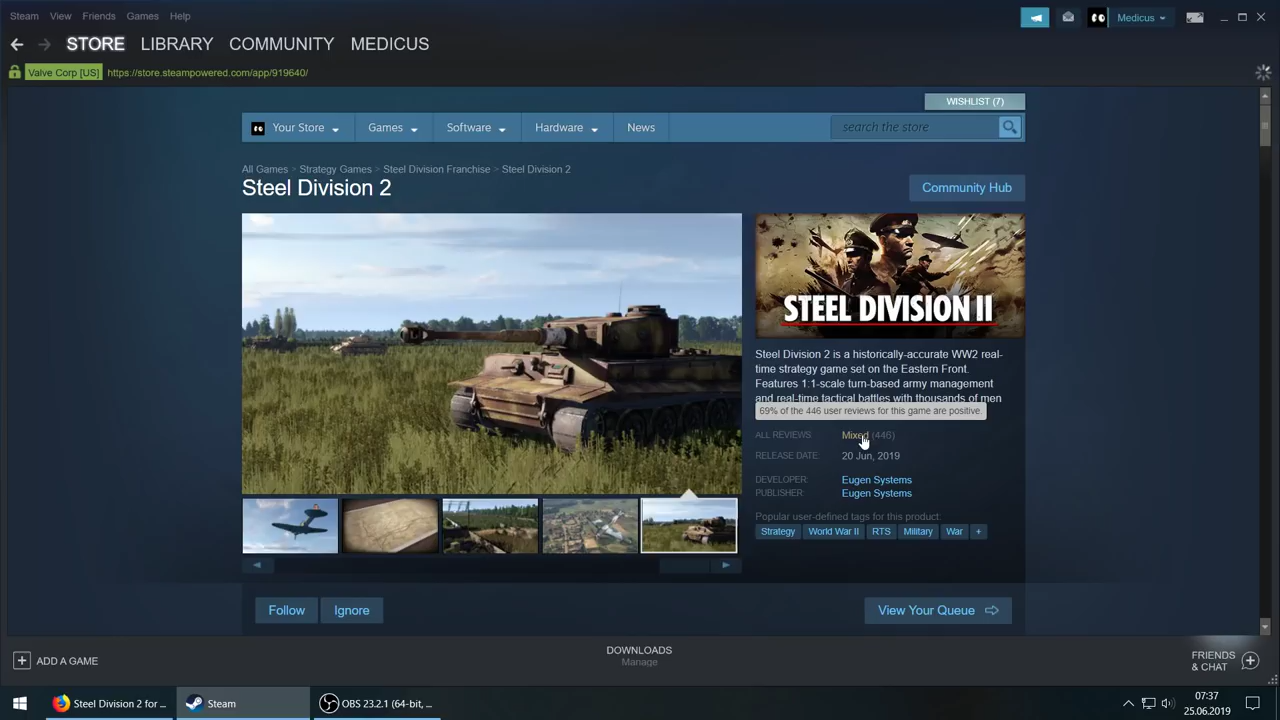 Steam View Friends Games Help
Medicus
STORE LIBRARY COMMUNITY MEDICUS
Valve Corp [US] https://store.steampowered.com/app/919640/
WISHLIST (7)
Your Store Games Software Hardware News
search the store
All Games > Strategy Games > Steel Division Franchise > Steel Division 2
Steel Division 2
Community Hub
STEEL DIVISION II
Steel Division 2 is a historically-accurate WW2 real-
time strategy game set on the Eastern Front.
Features 1:1-scale turn-based army management
and real-time tactical battles with thousands of men
69% of the 446 user reviews for this game are positive.
ALL REVIEWS: Mixed (446)
RELEASE DATE: 20 Jun, 2019
DEVELOPER: Eugen Systems
PUBLISHER: Eugen Systems
Popular user-defined tags for this product:
Strategy World War II RTS Military War +
Follow Ignore
View Your Queue
ADD A GAME
DOWNLOADS
Manage
FRIENDS
& CHAT
Steel Division 2 for ... Steam OBS 23.2.1 (64-bit, ...
07:37
25.06.2019